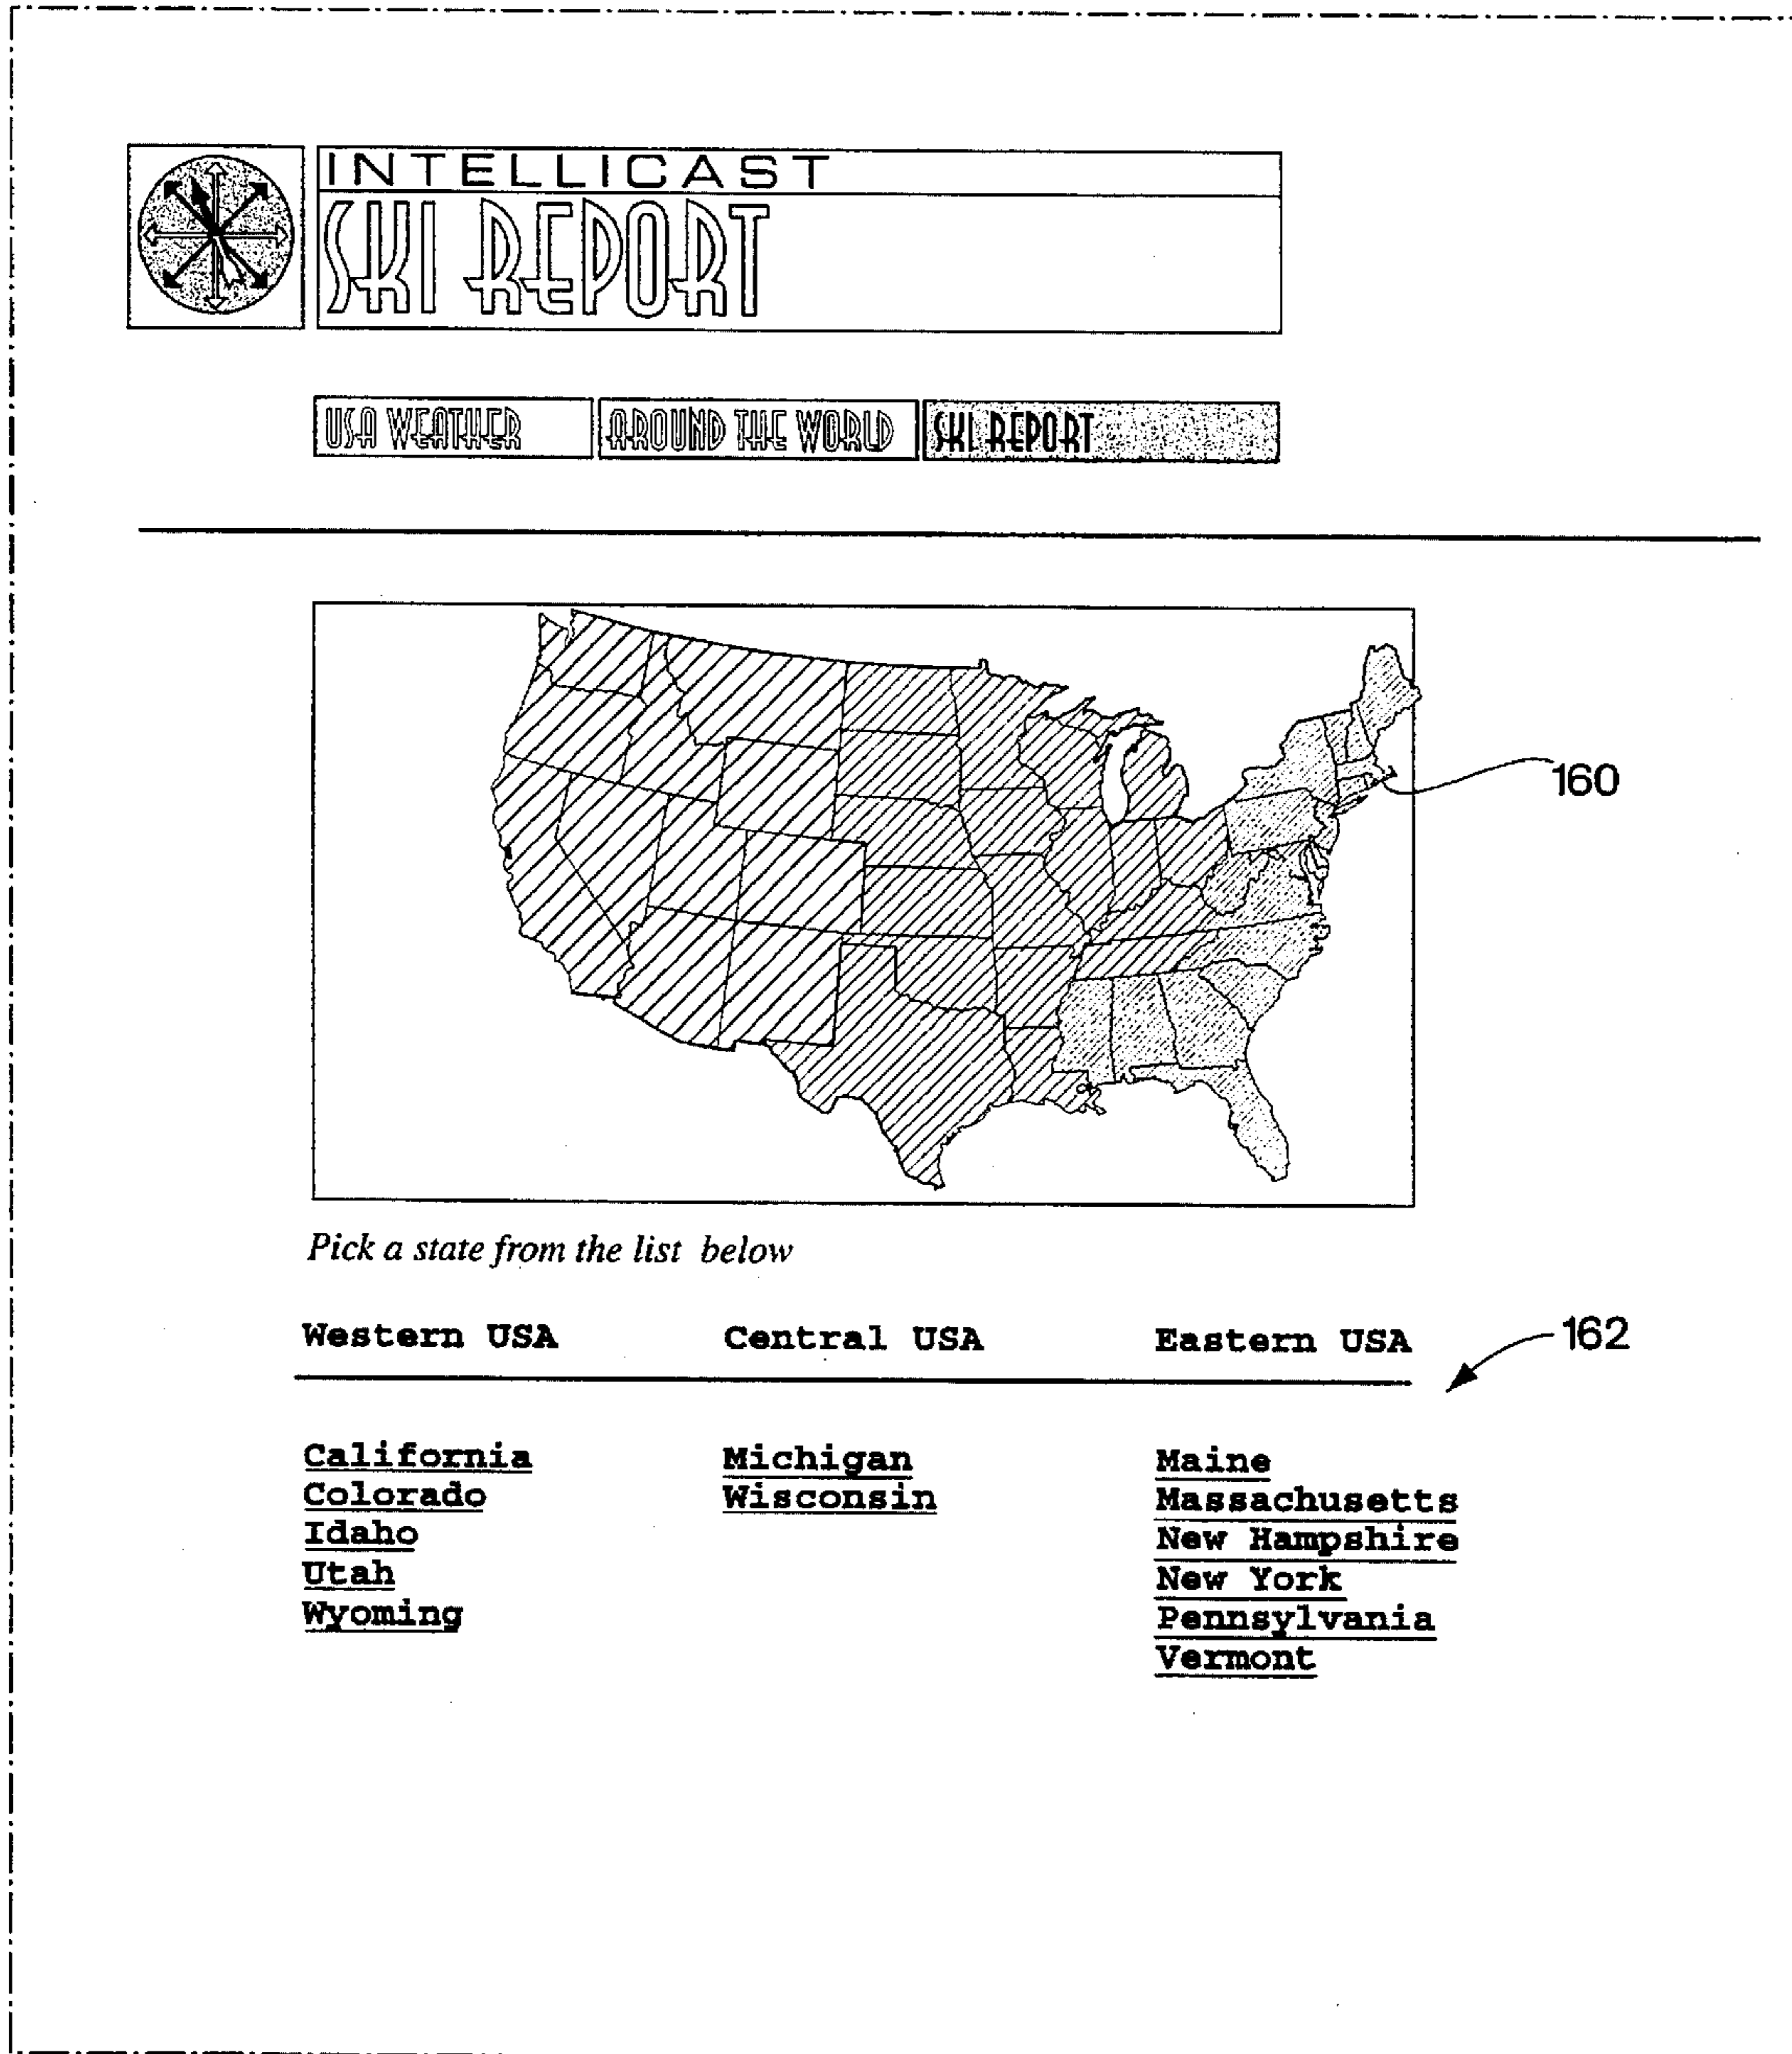 INTELLICAST
SKI REPORT
USA WEATHER AROUND THE WORLD SKI REPORT
160
Pick a state from the list below
Western USA Central USA Eastern USA
162
California Michigan Maine
Colorado Wisconsin Massachusetts
Idaho New Hampshire
Utah New York
Wyoming Pennsylvania
Vermont